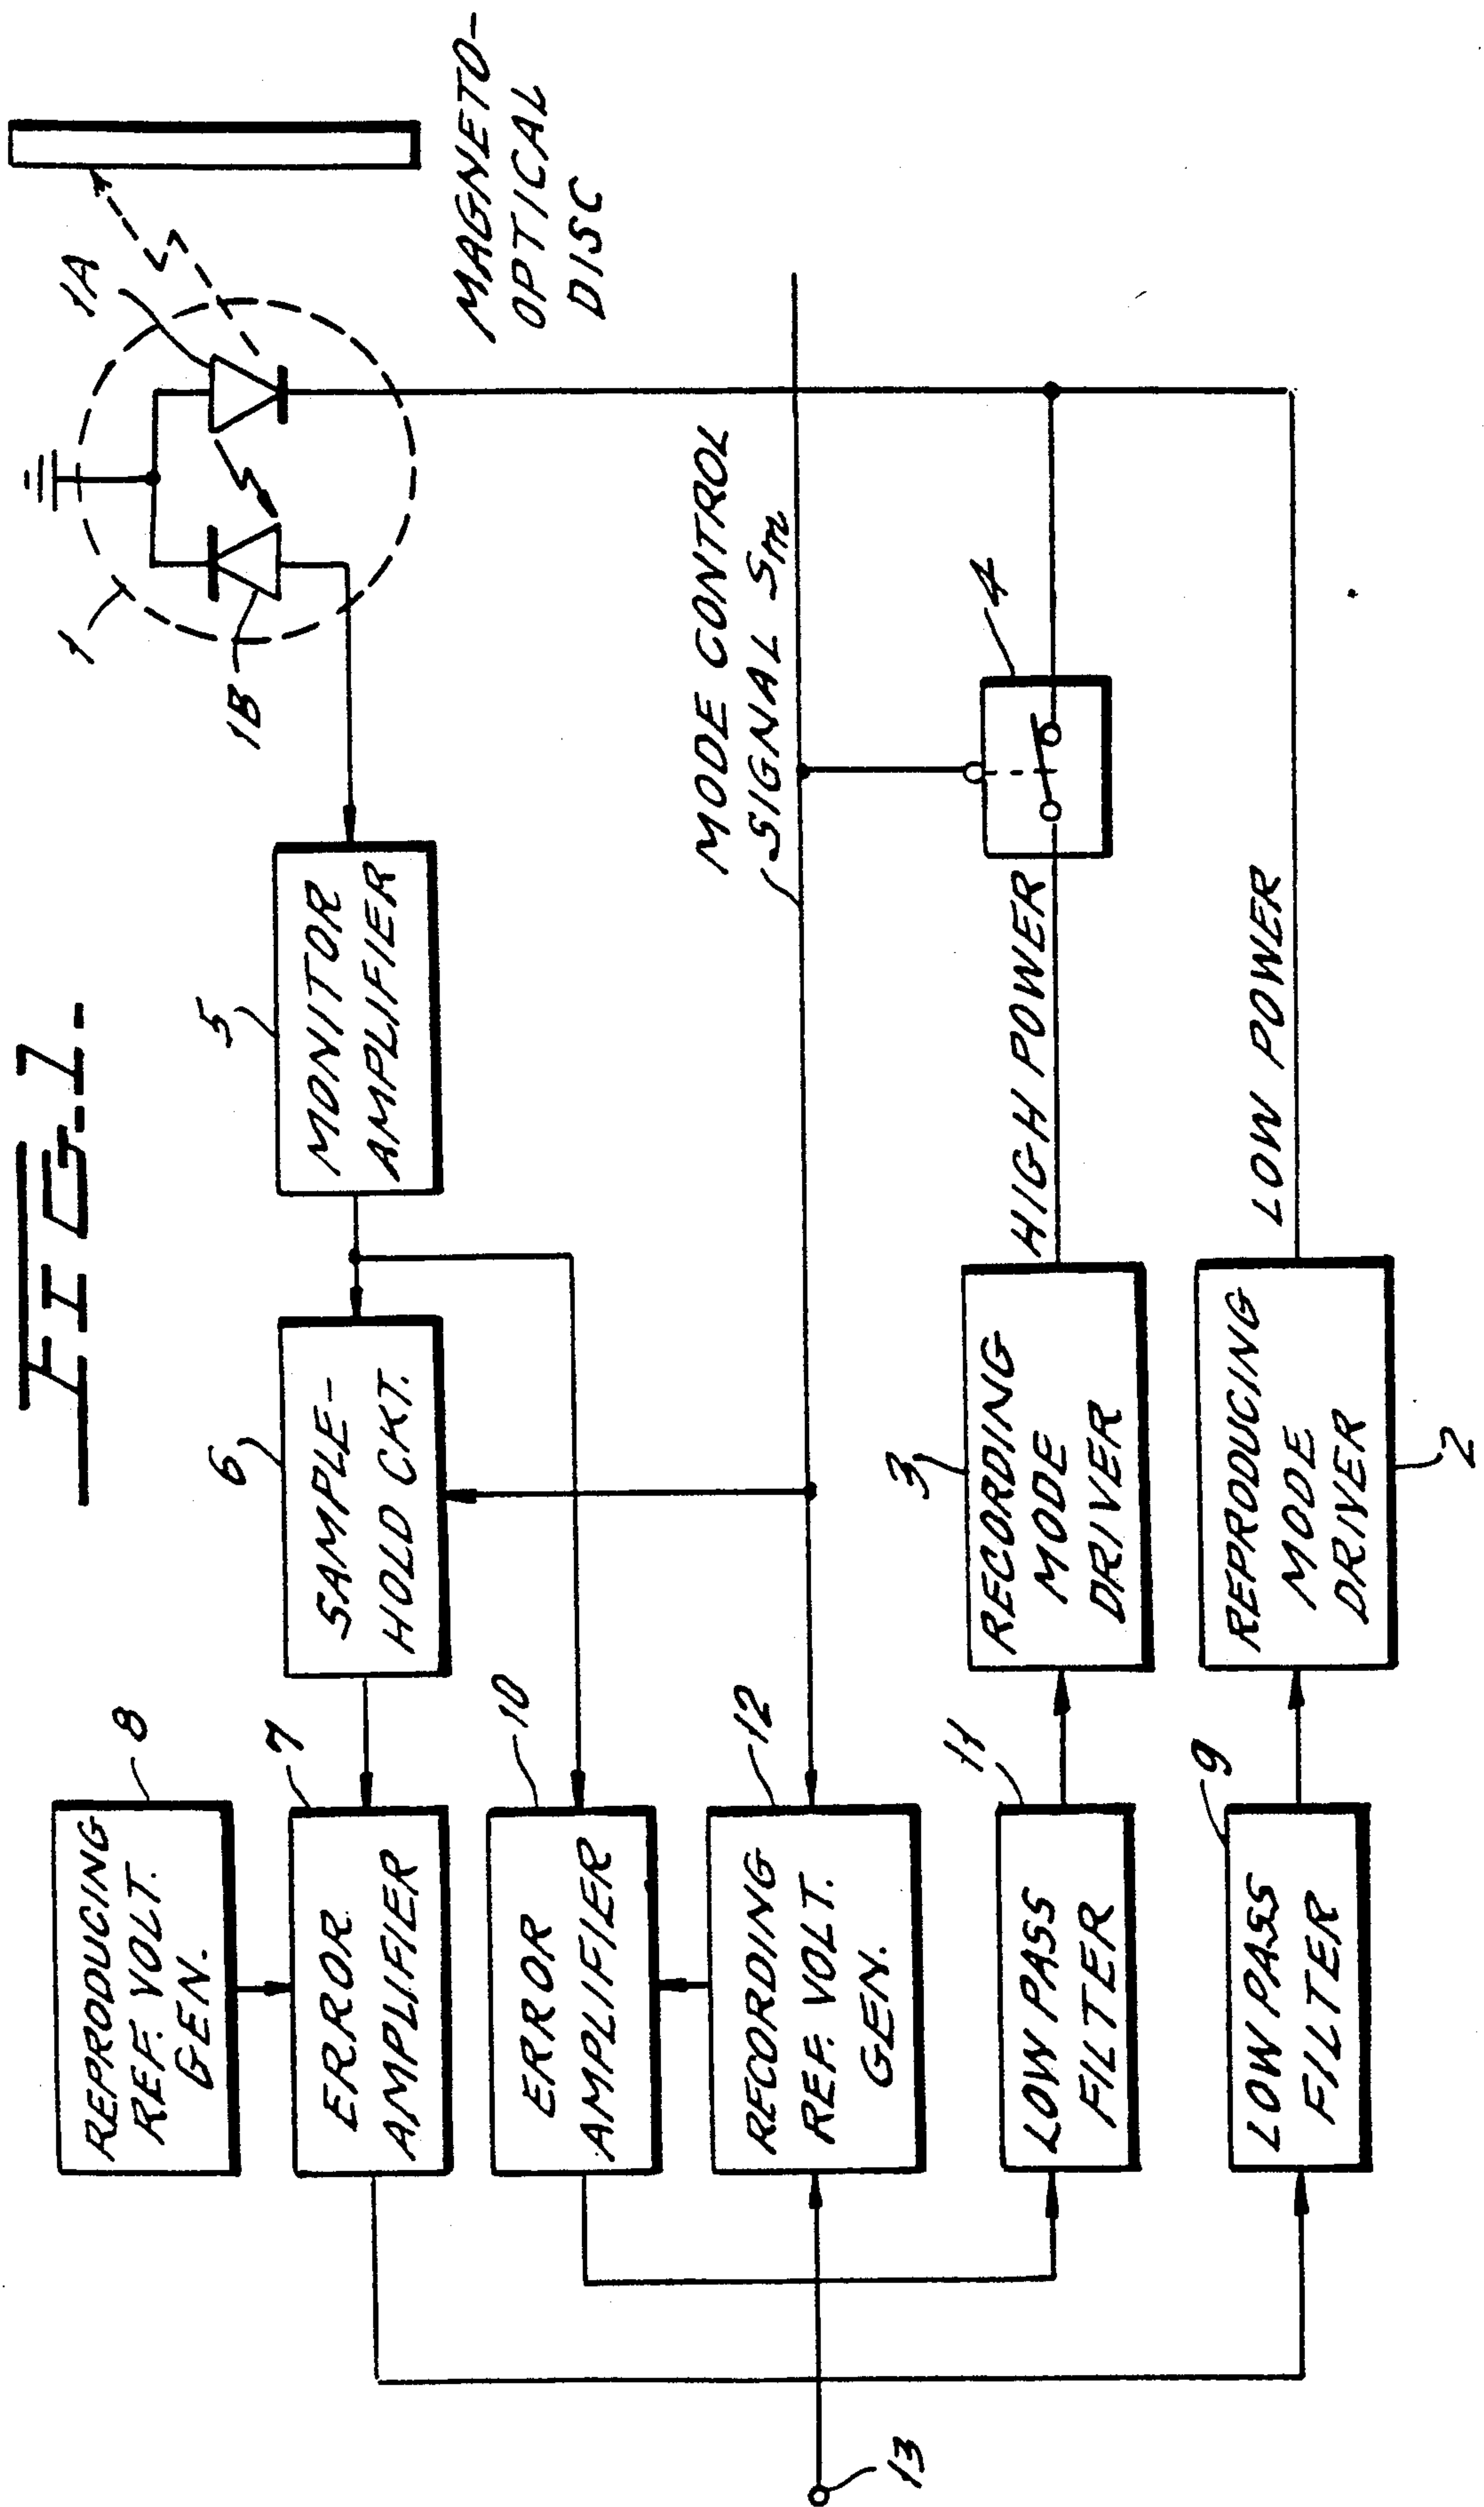 FIG-1-
8
REPRODUCING
REF. VOLT.
GEN.
7
ERROR
AMPLIFIER
6
SAMPLE-
HOLD CKT.
5
MONITOR
AMPLIFIER
1
1A
1B
MAGNETO-
OPTICAL
DISC
10
ERROR
AMPLIFIER
12
RECORDING
REF. VOLT.
GEN.
MODE CONTROL
SIGNAL Sm
13
11
LOW PASS
FILTER
3
RECORDING
MODE
DRIVER
HIGH POWER
4
9
LOW PASS
FILTER
REPRODUCING
MODE
DRIVER
2
LOW POWER